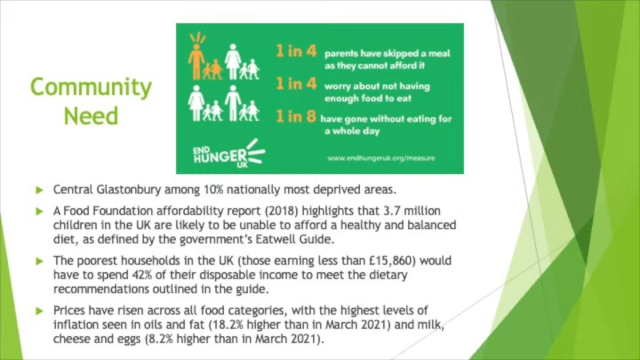 Community
Need
1 in 4 parents have skipped a meal
as they cannot afford it
1 in 4 worry about not having
enough food to eat
1 in 8 have gone without eating for
a whole day
END
HUNGER
UK
www.endhungeruk.org/measure
Central Glastonbury among 10% nationally most deprived areas.
A Food Foundation affordability report (2018) highlights that 3.7 million
children in the UK are likely to be unable to afford a healthy and balanced
diet, as defined by the government's Eatwell Guide.
The poorest households in the UK (those earning less than £15,860) would
have to spend 42% of their disposable income to meet the dietary
recommendations outlined in the guide.
Prices have risen across all food categories, with the highest levels of
inflation seen in oils and fat (18.2% higher than in March 2021) and milk,
cheese and eggs (8.2% higher than in March 2021).